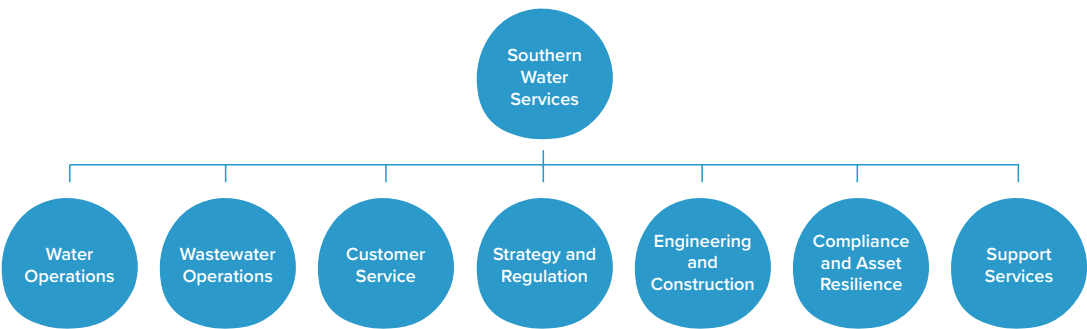 Southern
Water
Services
Water
Operations
Wastewater
Operations
Customer
Service
Strategy and
Regulation
Engineering
and
Construction
Compliance
and Asset
Resilience
Support
Services